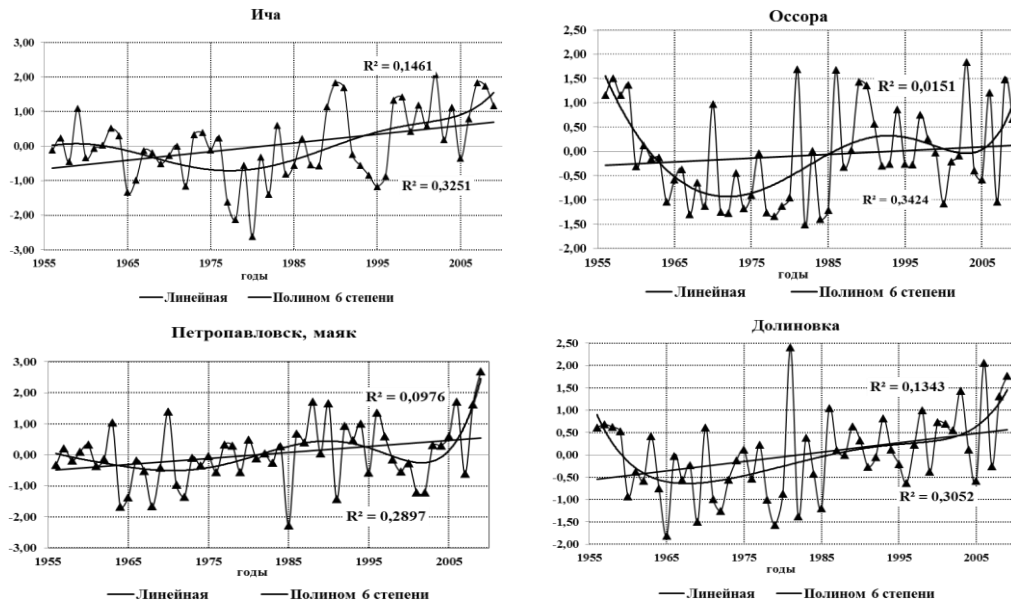 Ича
3,00
2,00
1,00
0,00
-1,00
-2,00
-3,00
R² = 0,1461
R² = 0,3251
1955 1965 1975 1985 1995 2005
годы
Линейная Полином 6 степени
Оссора
2,50
2,00
1,50
1,00
0,50
0,00
-0,50
-1,00
-1,50
-2,00
R² = 0,0151
R² = 0,3424
1955 1965 1975 1985 1995 2005
годы
Линейная Полином 6 степени
Петропавловск, маяк
3,00
2,00
1,00
0,00
-1,00
-2,00
-3,00
R² = 0,0976
R² = 0,2897
1955 1965 1975 1985 1995 2005
годы
Линейная Полином 6 степени
Долиновка
2,50
2,00
1,50
1,00
0,50
0,00
-0,50
-1,00
-1,50
-2,00
R² = 0,1343
R² = 0,3052
1955 1965 1975 1985 1995 2005
годы
Линейная Полином 6 степени